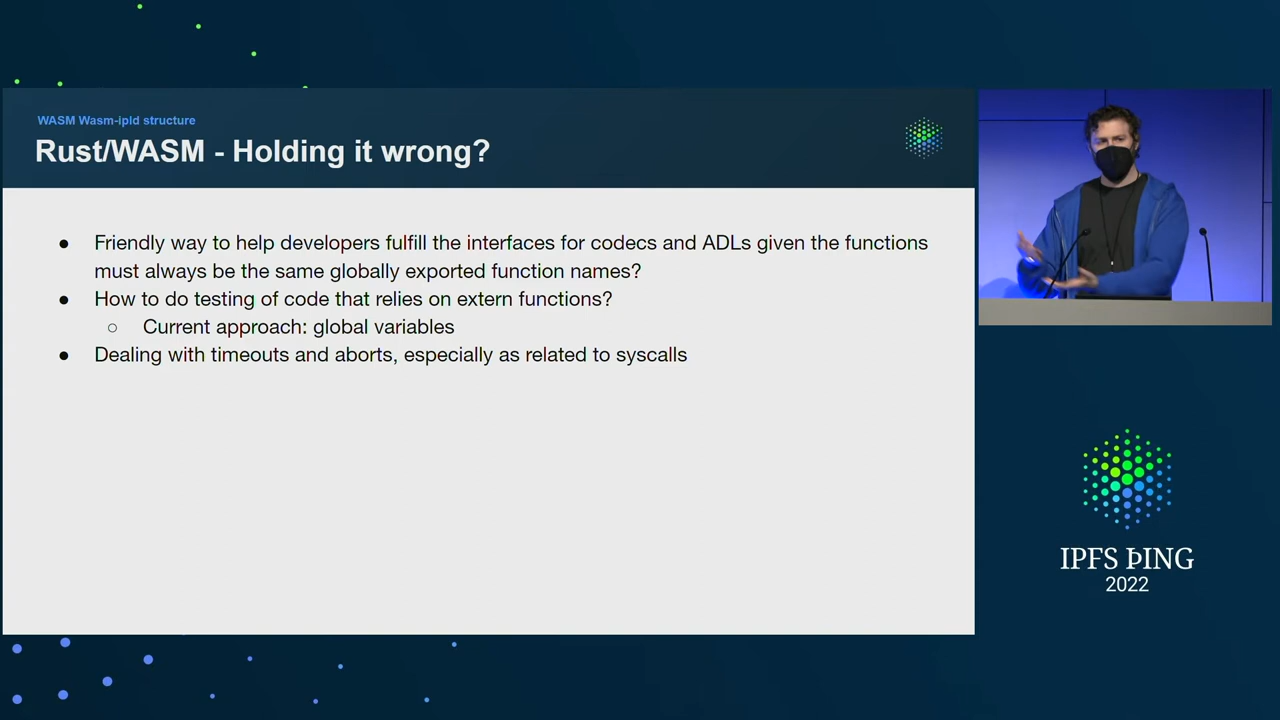 WASM Wasm-ipld structure
Rust/WASM - Holding it wrong?
● Friendly way to help developers fulfill the interfaces for codecs and ADLs given the functions
must always be the same globally exported function names?
● How to do testing of code that relies on extern functions?
○ Current approach: global variables
● Dealing with timeouts and aborts, especially as related to syscalls
IPFS ÞING
2022